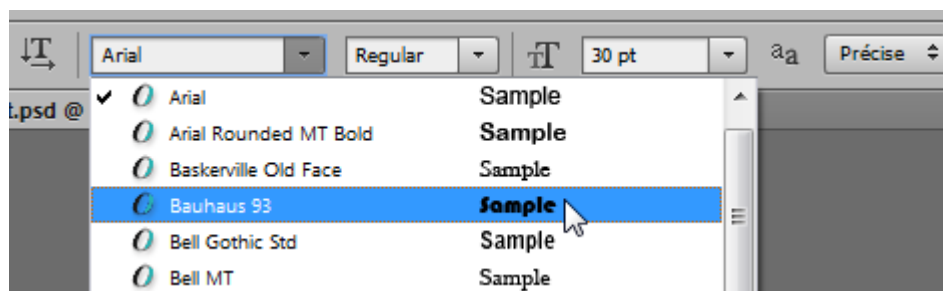 T Arial Regular TT 30 pt aa Précise
t.psd @
Arial Sample
Arial Rounded MT Bold Sample
Baskerville Old Face Sample
Bauhaus 93 Sample
Bell Gothic Std Sample
Bell MT Sample